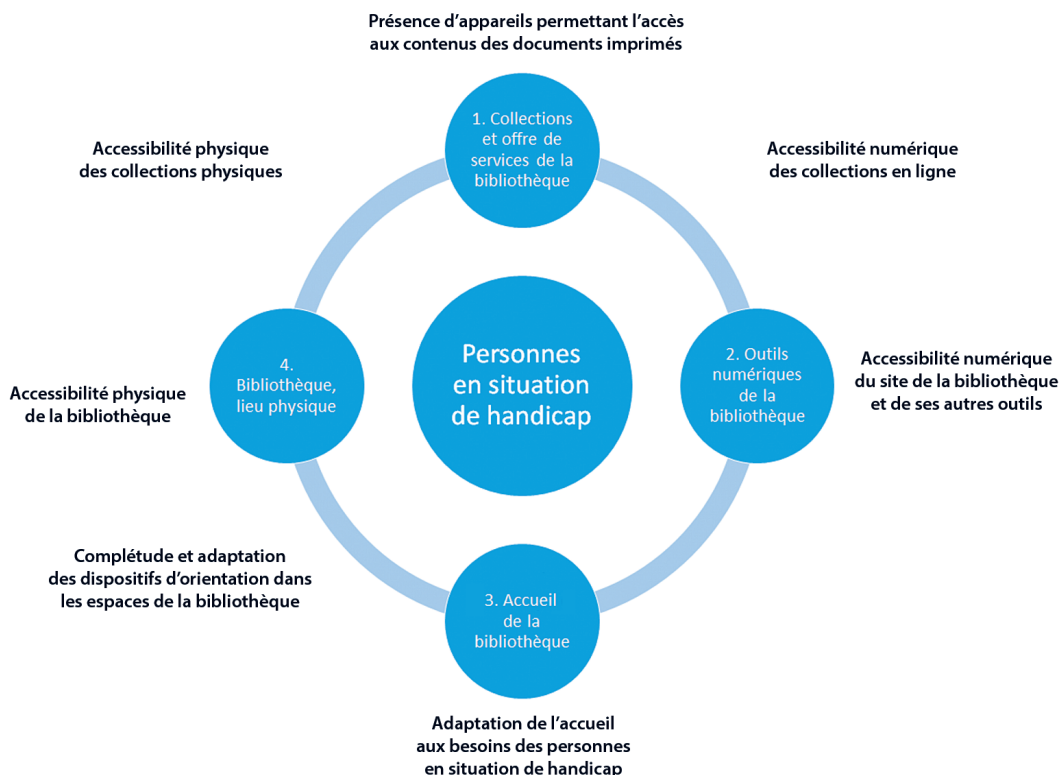 Présence d’appareils permettant l’accès
aux contenus des documents imprimés
1. Collections
et offre de
services de la
bibliothèque
Accessibilité physique
des collections physiques
Accessibilité numérique
des collections en ligne
Personnes
en situation
de handicap
4.
Bibliothèque,
lieu physique
2. Outils
numériques
de la
bibliothèque
Accessibilité physique
de la bibliothèque
Accessibilité numérique
du site de la bibliothèque
et de ses autres outils
Complétude et adaptation
des dispositifs d’orientation dans
les espaces de la bibliothèque
3. Accueil
de la
bibliothèque
Adaptation de l’accueil
aux besoins des personnes
en situation de handicap